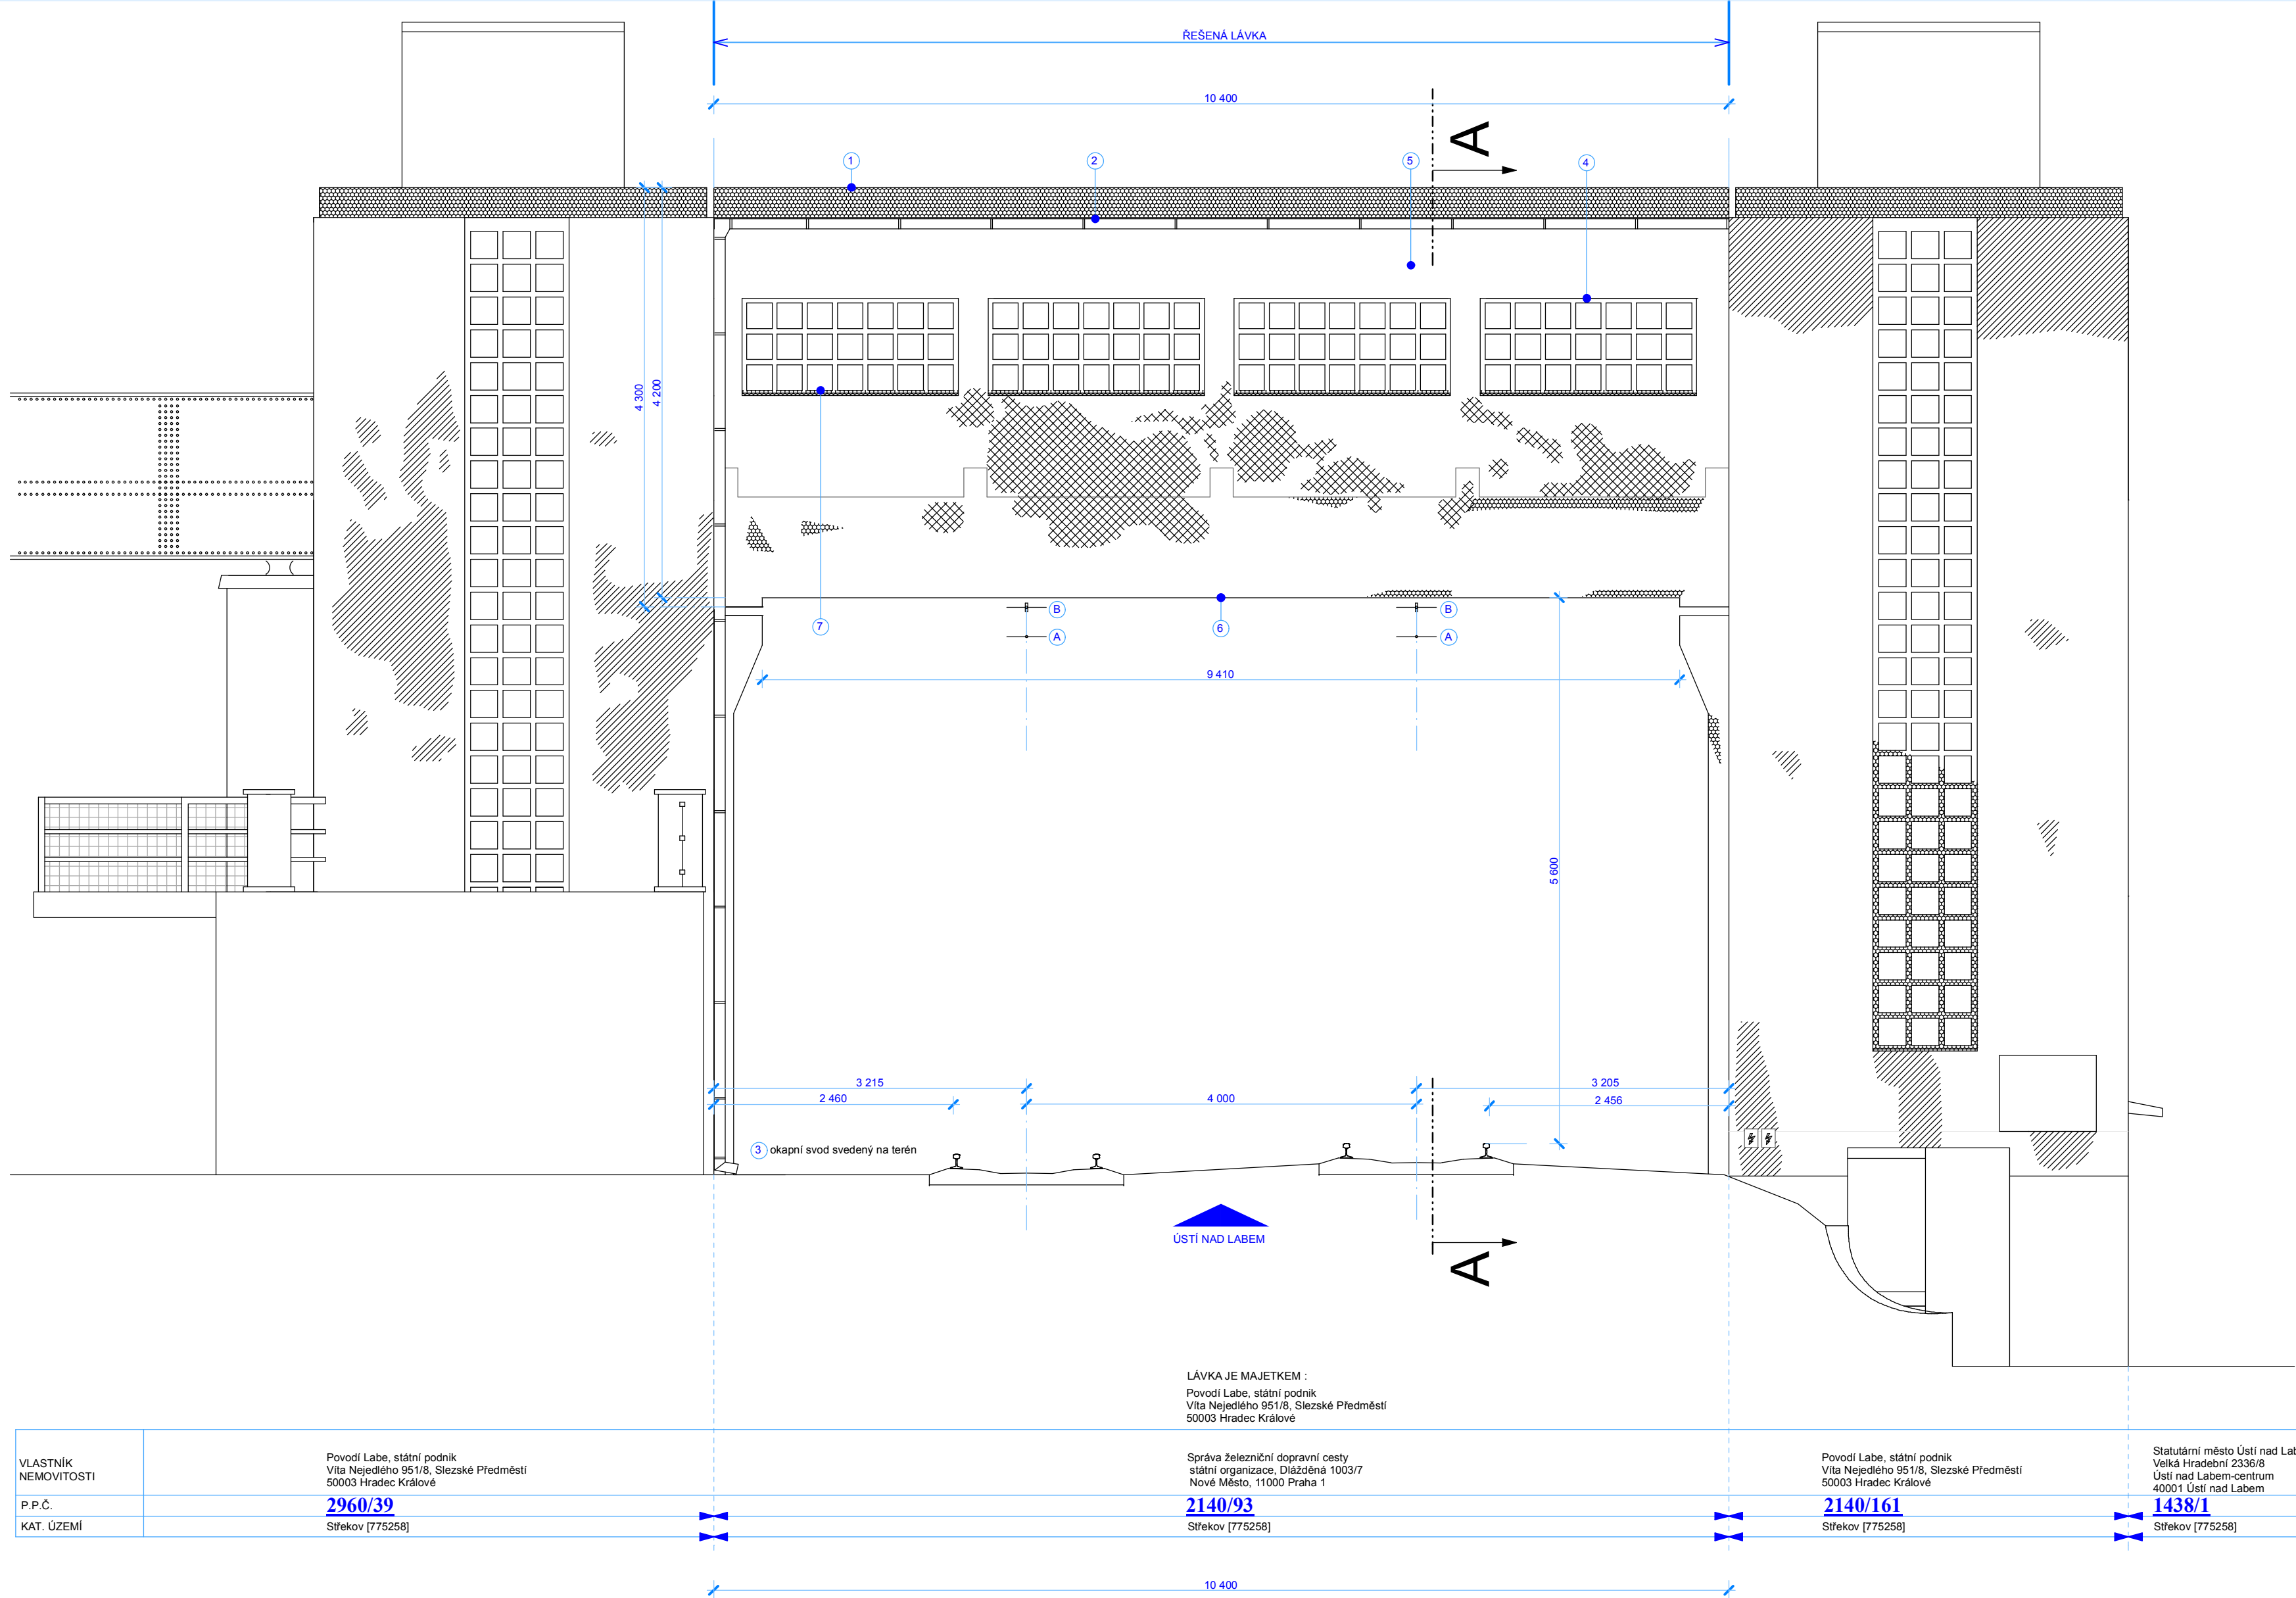 ŘEŠENÁ LÁVKA
10 400
A
1
2
5
4
4 300
4 200
7
6
B
A
B
A
9 410
5 600
3 215
3 205
2 460
4 000
2 456
3 okapní svod svedený na terén
ÚSTÍ NAD LABEM
A
LÁVKA JE MAJETKEM :
Povodí Labe, státní podnik
Víta Nejedlého 951/8, Slezské Předměstí
50003 Hradec Králové
VLASTNÍK
NEMOVITOSTI
Povodí Labe, státní podnik
Víta Nejedlého 951/8, Slezské Předměstí
50003 Hradec Králové
Správa železniční dopravní cesty
státní organizace, Dlážděná 1003/7
Nové Město, 11000 Praha 1
Povodí Labe, státní podnik
Víta Nejedlého 951/8, Slezské Předměstí
50003 Hradec Králové
Statutární město Ústí nad
Velká Hradební 2336/8
Ústí nad Labem-centrum
40001 Ústí nad Labem
P.P.Č.
2960/39
2140/93
2140/161
1438/1
KAT. ÚZEMÍ
Střekov [775258]
Střekov [775258]
Střekov [775258]
Střekov [775258]
10 400